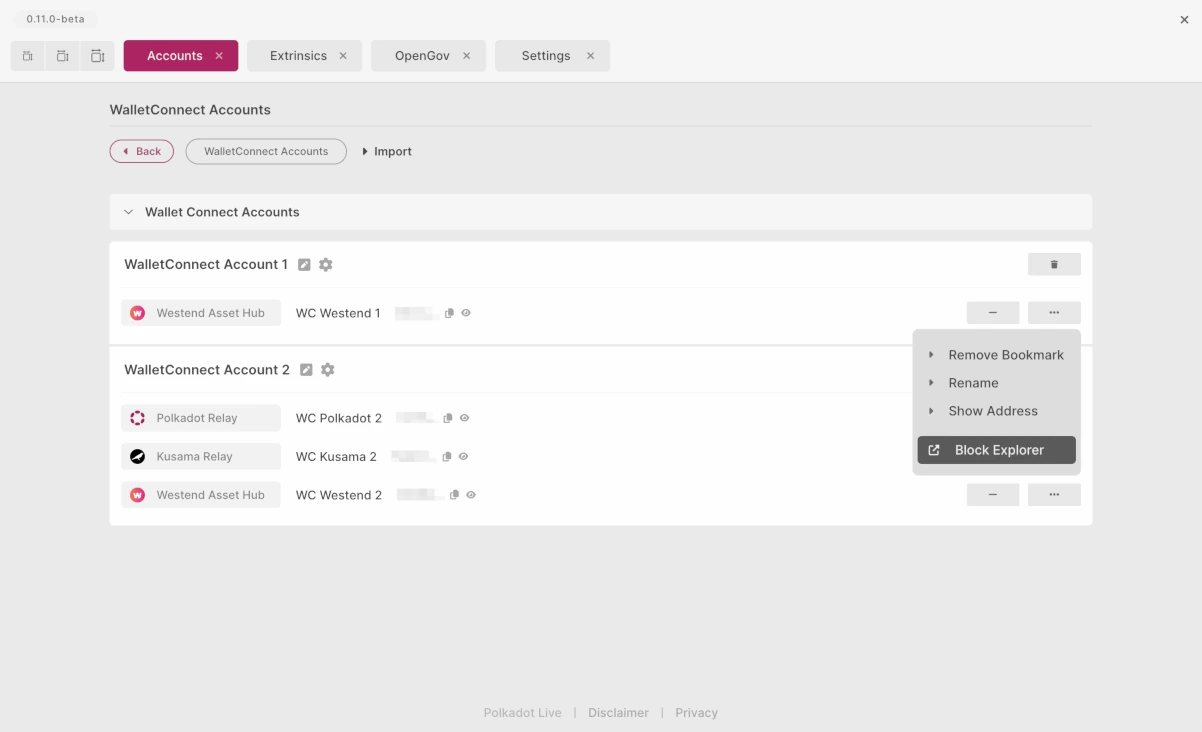 0.11.0-beta
Accounts Extrinsics OpenGov Settings
WalletConnect Accounts
Back WalletConnect Accounts Import
Wallet Connect Accounts
WalletConnect Account 1
Westend Asset Hub WC Westend 1
Remove Bookmark
WalletConnect Account 2
Rename
Show Address
Polkadot Relay WC Polkadot 2
Block Explorer
Kusama Relay WC Kusama 2
Westend Asset Hub WC Westend 2
Polkadot Live | Disclaimer | Privacy